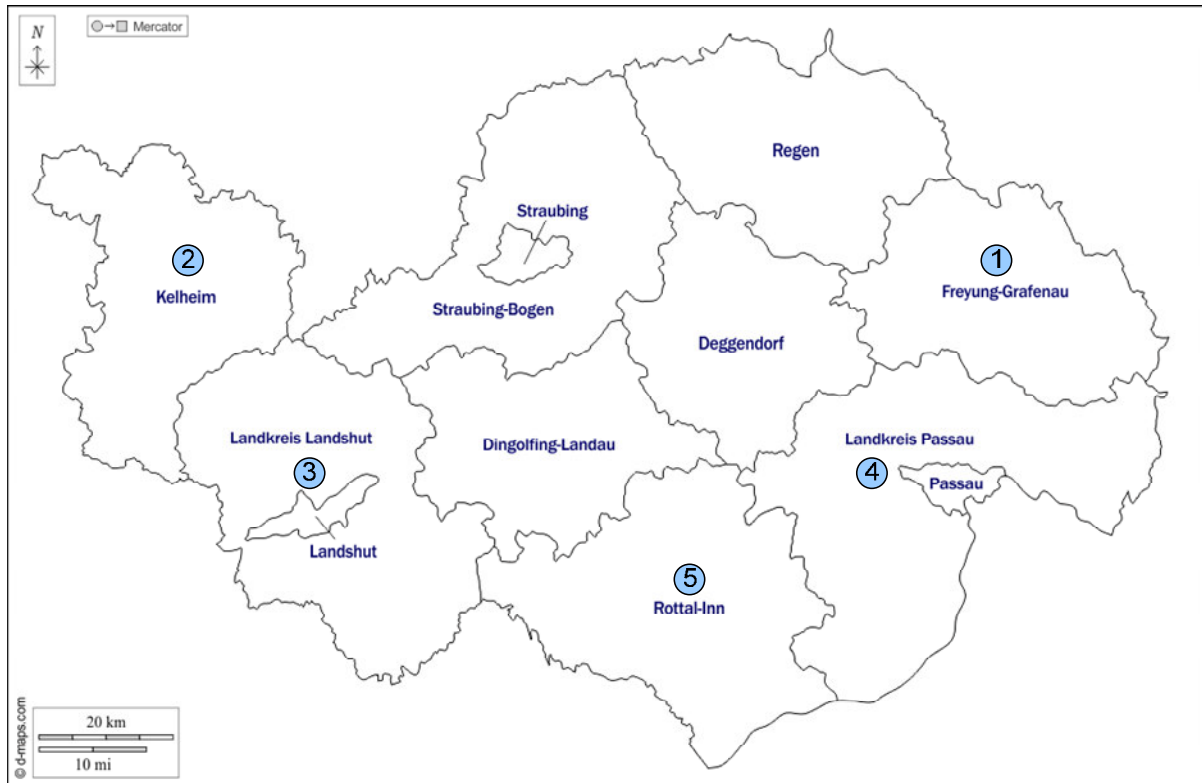 N
Mercator
Regen
Straubing
2
1
Kelheim
Freyung-Grafenau
Straubing-Bogen
Deggendorf
Landkreis Landshut
Dingolfing-Landau
Landkreis Passau
3
4
Passau
Landshut
5
Rottal-Inn
20 km
10 mi
© d-maps.com